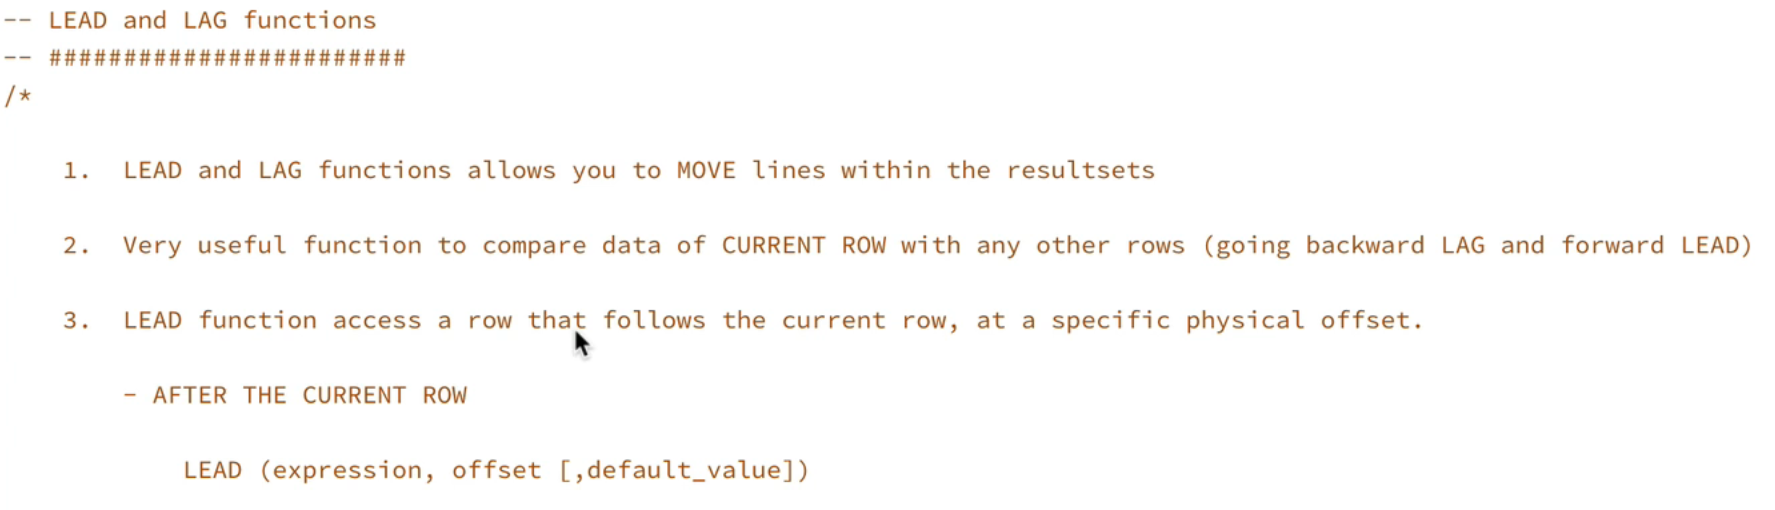 -- LEAD and LAG functions
-- ########################
/*
1. LEAD and LAG functions allows you to MOVE lines within the resultsets
2. Very useful function to compare data of CURRENT ROW with any other rows (going backward LAG and forward LEAD)
3. LEAD function access a row that follows the current row, at a specific physical offset.
- AFTER THE CURRENT ROW
LEAD (expression, offset [,default_value])